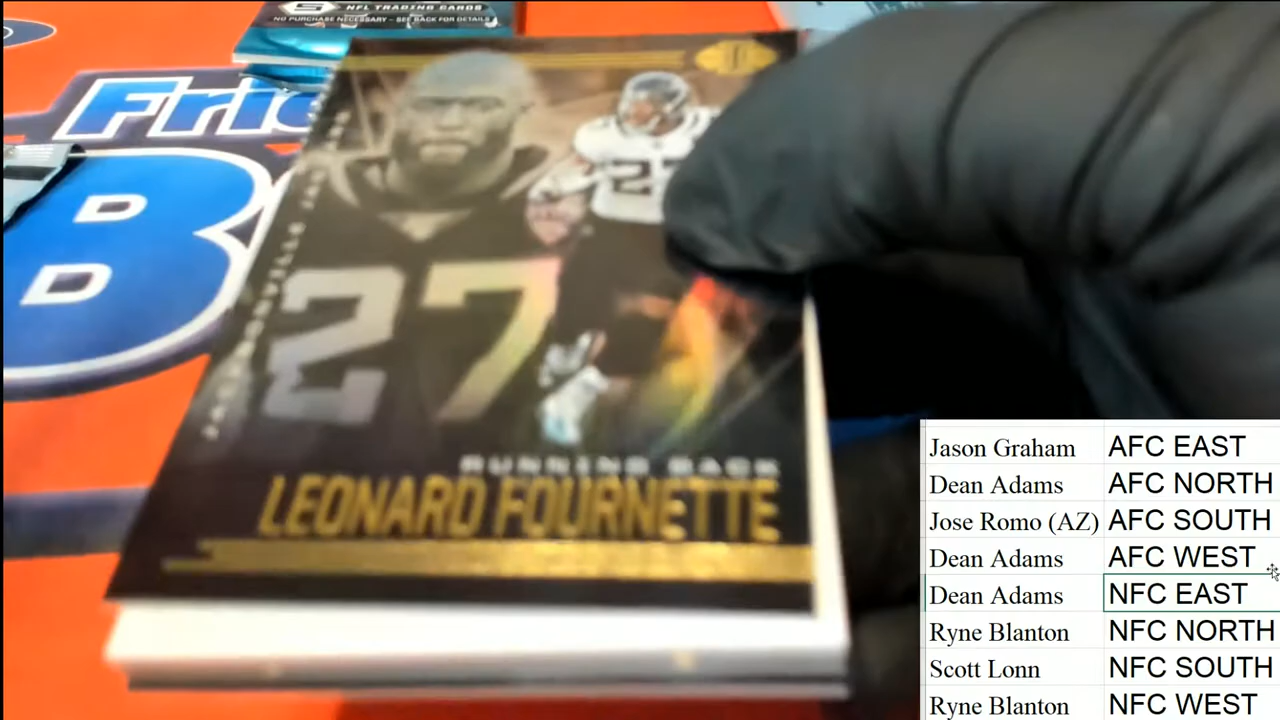 NFL TRADING CARDS
NO PURCHASE NECESSARY – SEE BACK FOR DETAILS
Fri
B
D
D
27
27
RUNNING BACK
LEONARD FOURNETTE
Jason Graham AFC EAST
Dean Adams AFC NORTH
Jose Romo (AZ) AFC SOUTH
Dean Adams AFC WEST
Dean Adams NFC EAST
Ryne Blanton NFC NORTH
Scott Lonn NFC SOUTH
Ryne Blanton NFC WEST